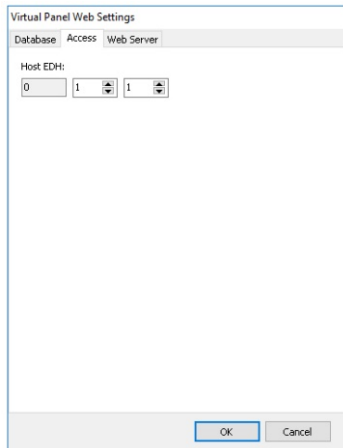 Virtual Panel Web Settings
Database Access Web Server
Host EDH:
0 1 1
OK Cancel